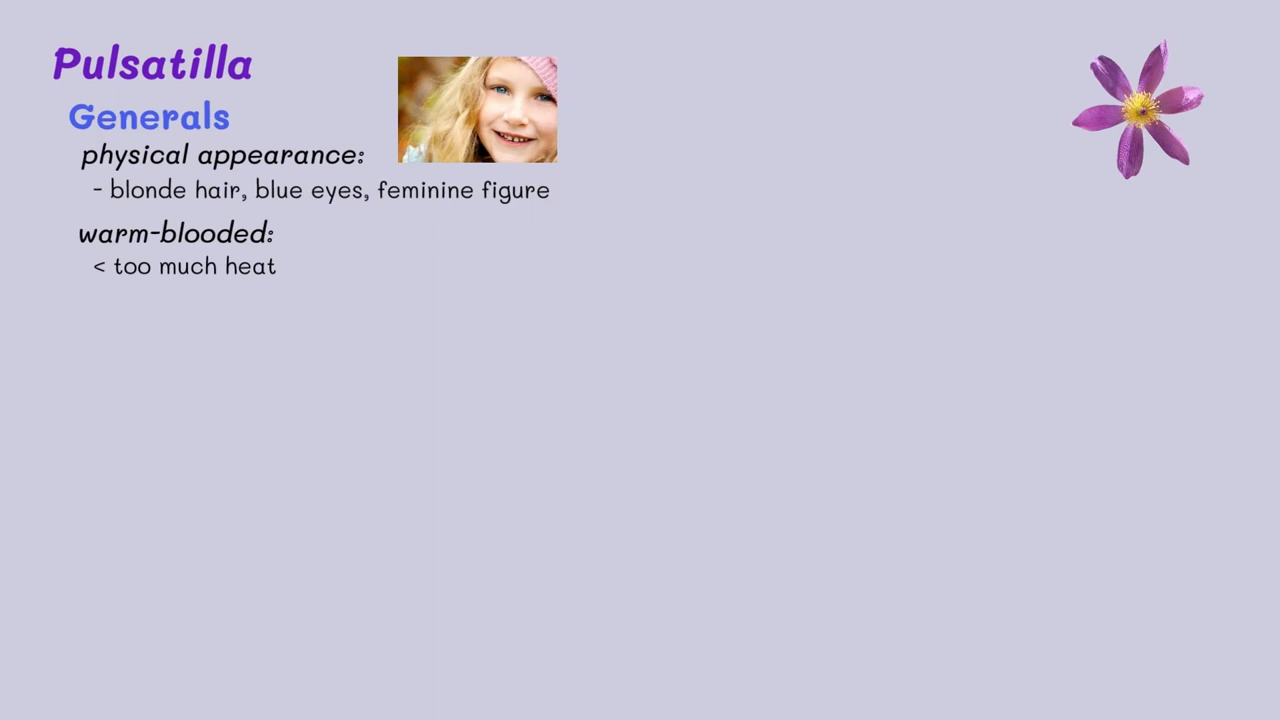 Pulsatilla
Generals
physical appearance:
- blonde hair, blue eyes, feminine figure
warm-blooded:
< too much heat